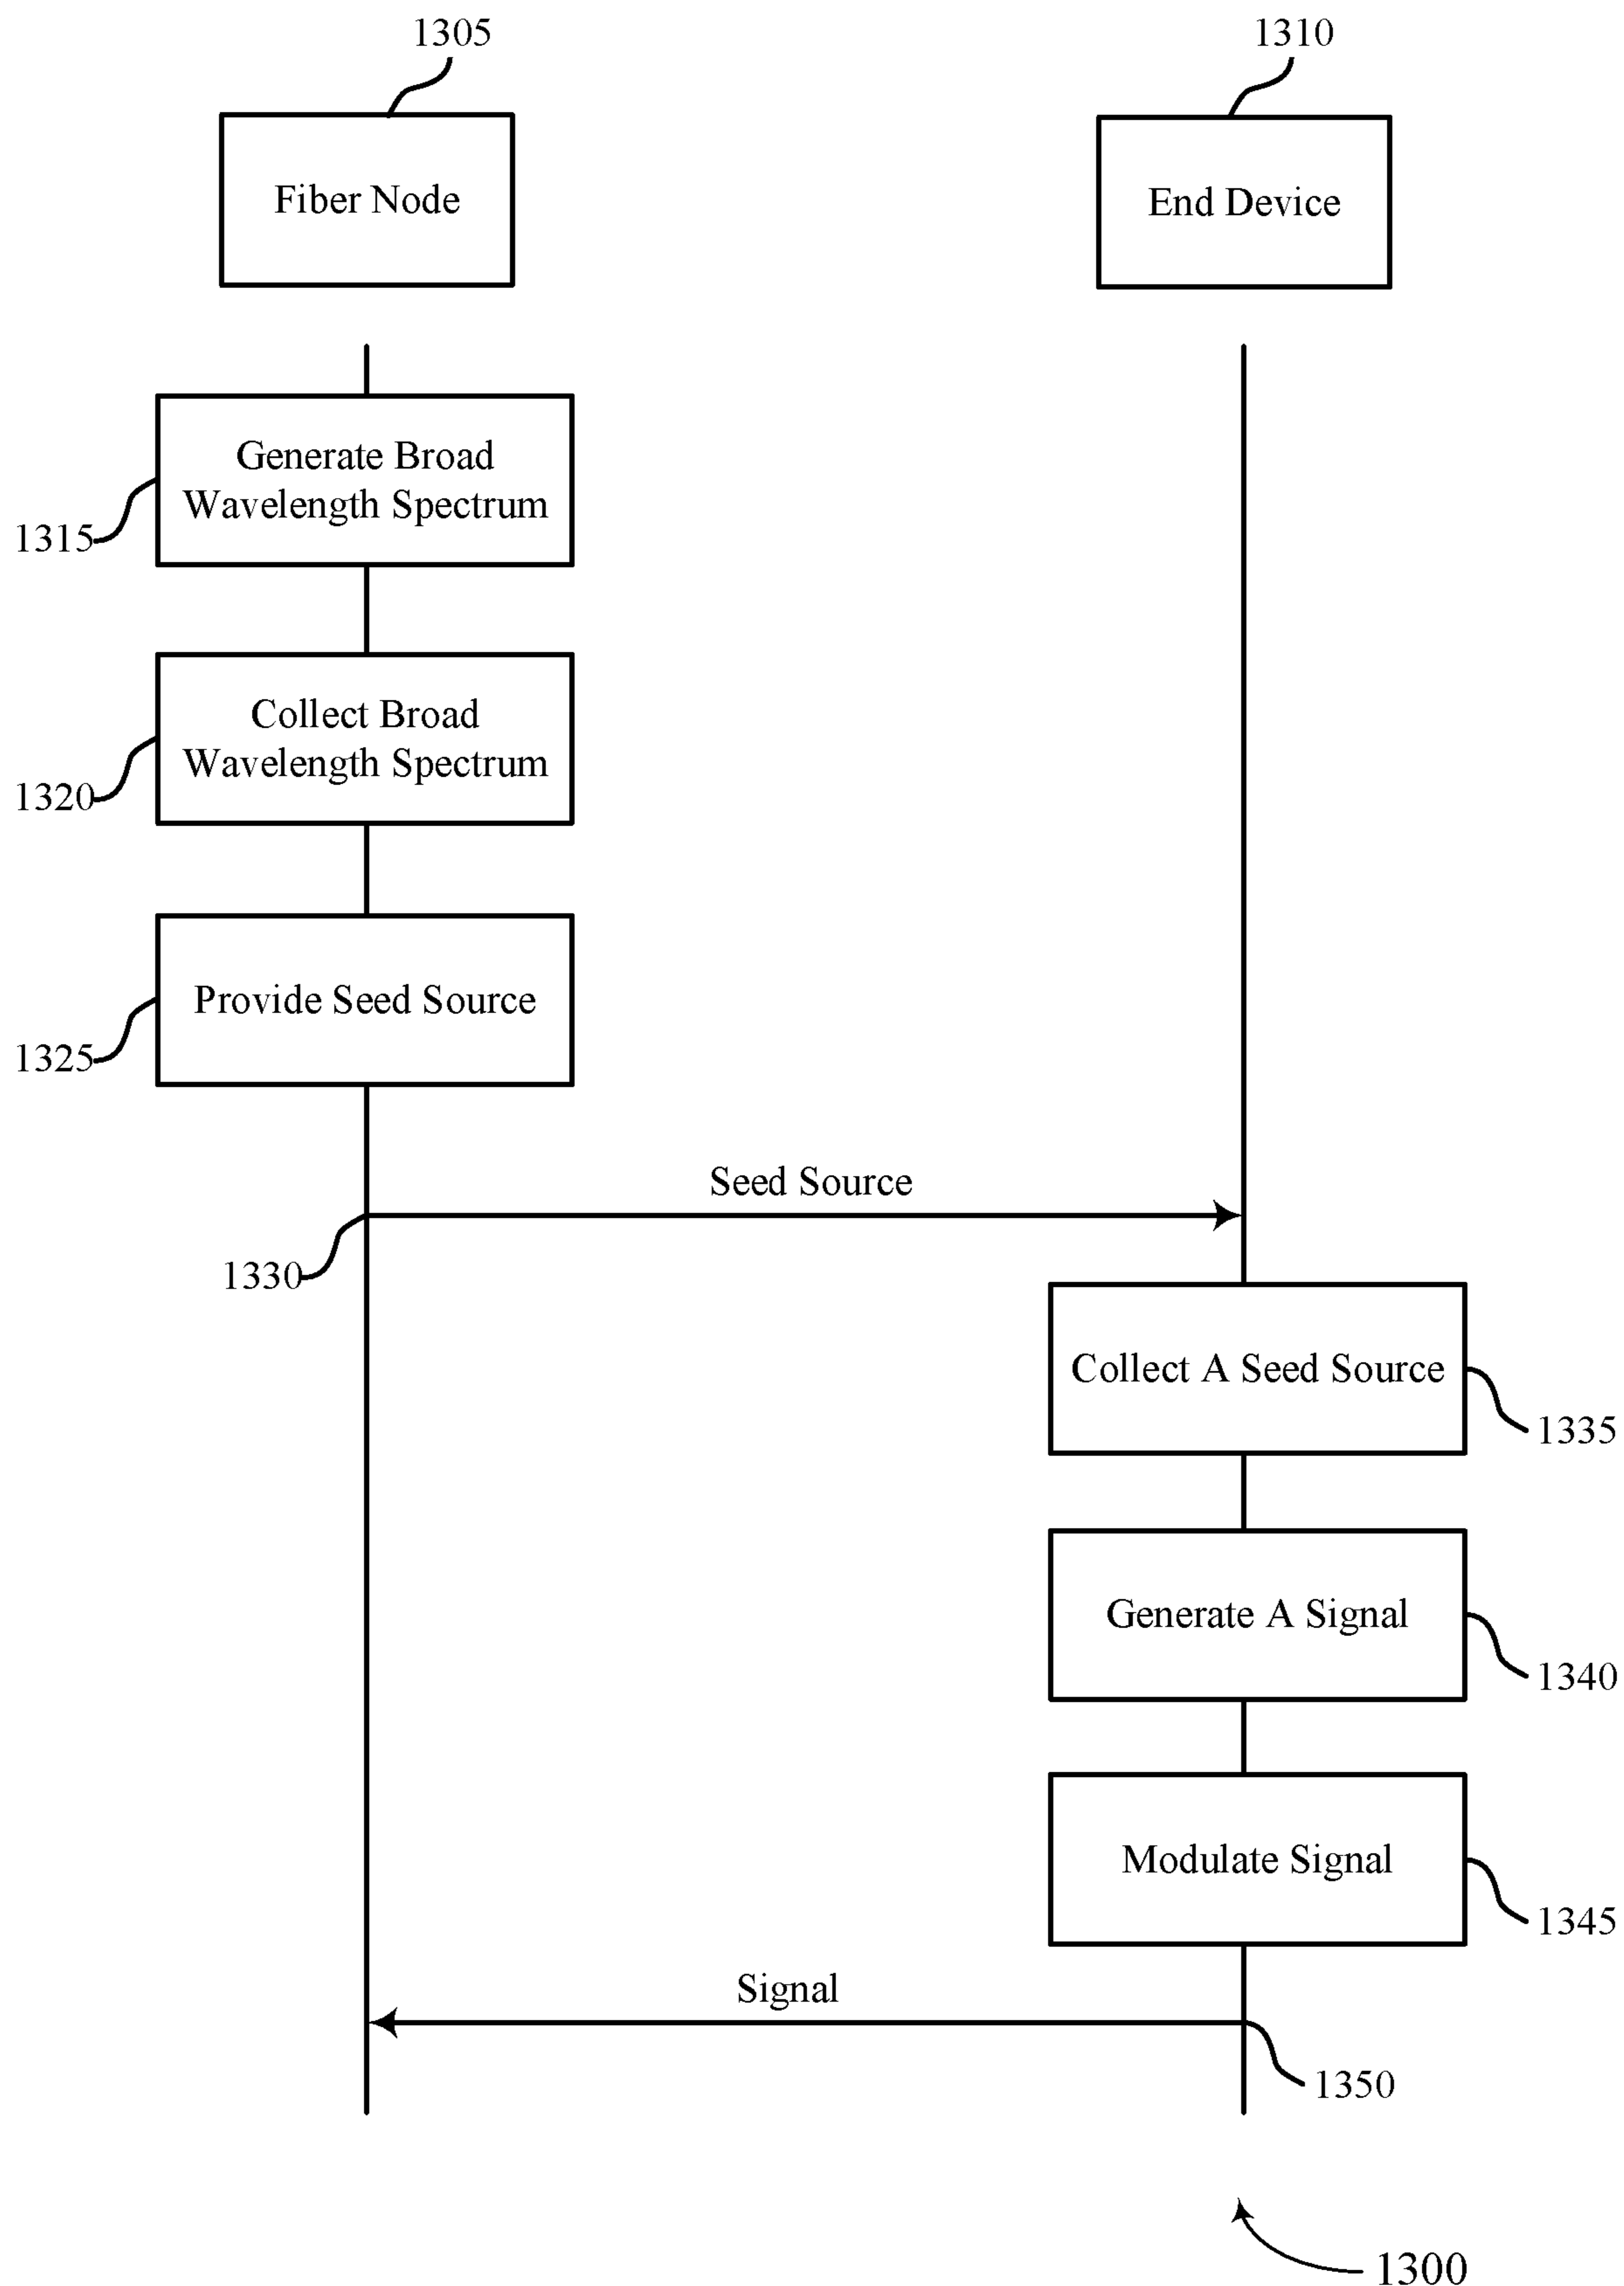 1305
1310
Fiber Node
End Device
Generate Broad
Wavelength Spectrum
1315
Collect Broad
Wavelength Spectrum
1320
Provide Seed Source
1325
Seed Source
1330
Collect A Seed Source
1335
Generate A Signal
1340
Modulate Signal
1345
Signal
1350
1300